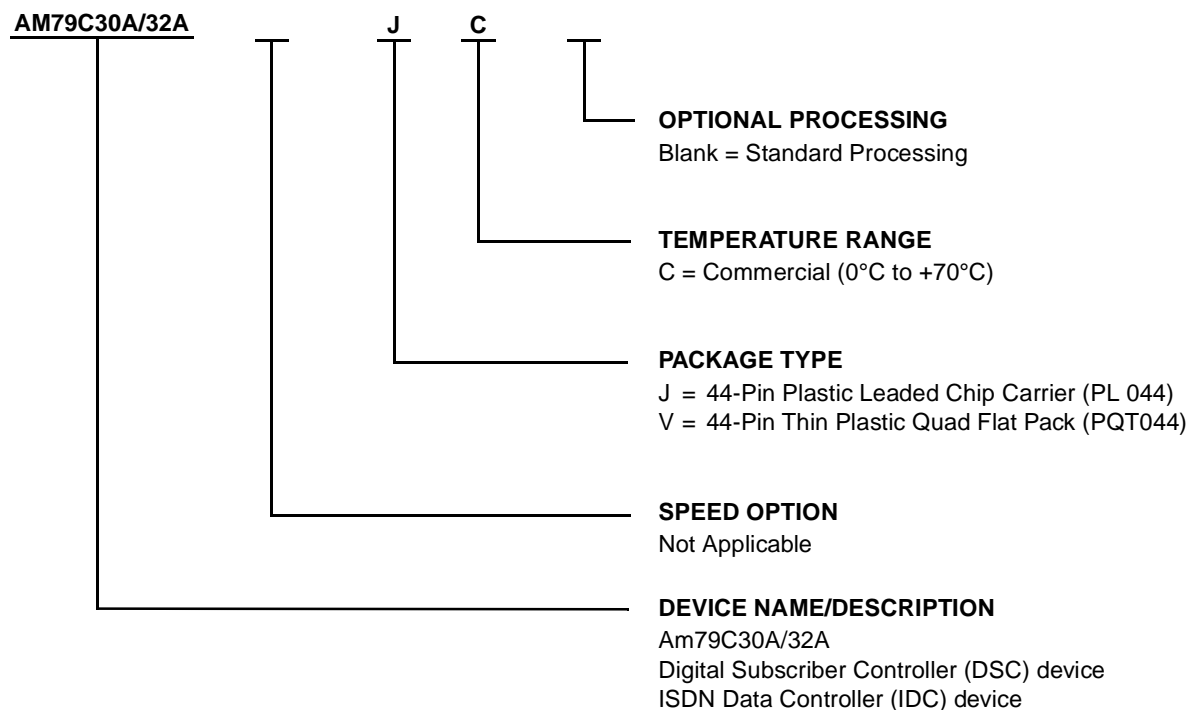 AM79C30A/32A J C
OPTIONAL PROCESSING
Blank = Standard Processing
TEMPERATURE RANGE
C = Commercial (0°C to +70°C)
PACKAGE TYPE
J = 44-Pin Plastic Leaded Chip Carrier (PL 044)
V = 44-Pin Thin Plastic Quad Flat Pack (PQT044)
SPEED OPTION
Not Applicable
DEVICE NAME/DESCRIPTION
Am79C30A/32A
Digital Subscriber Controller (DSC) device
ISDN Data Controller (IDC) device